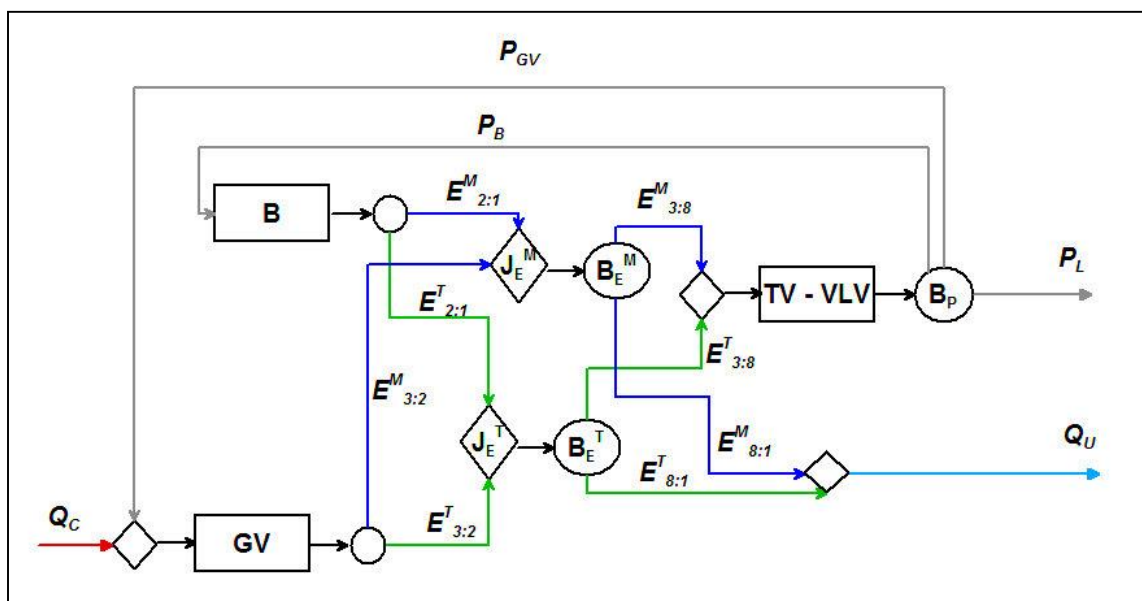 P_GV
P_B
B
E^M_2:1
E^M_3:8
J_E^M
B_E^M
P_L
TV - VLV
B_P
E^T_2:1
E^T_3:8
E^M_3:2
J_E^T
B_E^T
E^M_8:1
Q_U
E^T_8:1
Q_C
E^T_3:2
GV